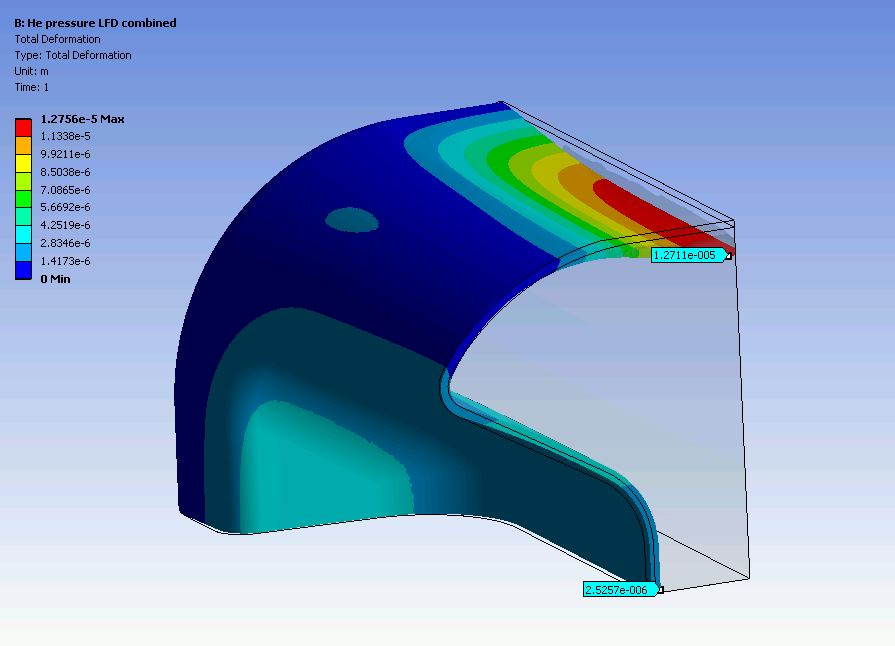 B: He pressure LFD combined
Total Deformation
Type: Total Deformation
Unit: m
Time: 1
1.2756e-5 Max
1.1338e-5
9.9211e-6
8.5038e-6
7.0865e-6
5.6692e-6
4.2519e-6
2.8346e-6
1.4173e-6
0 Min
1.2711e-005
2.5257e-006